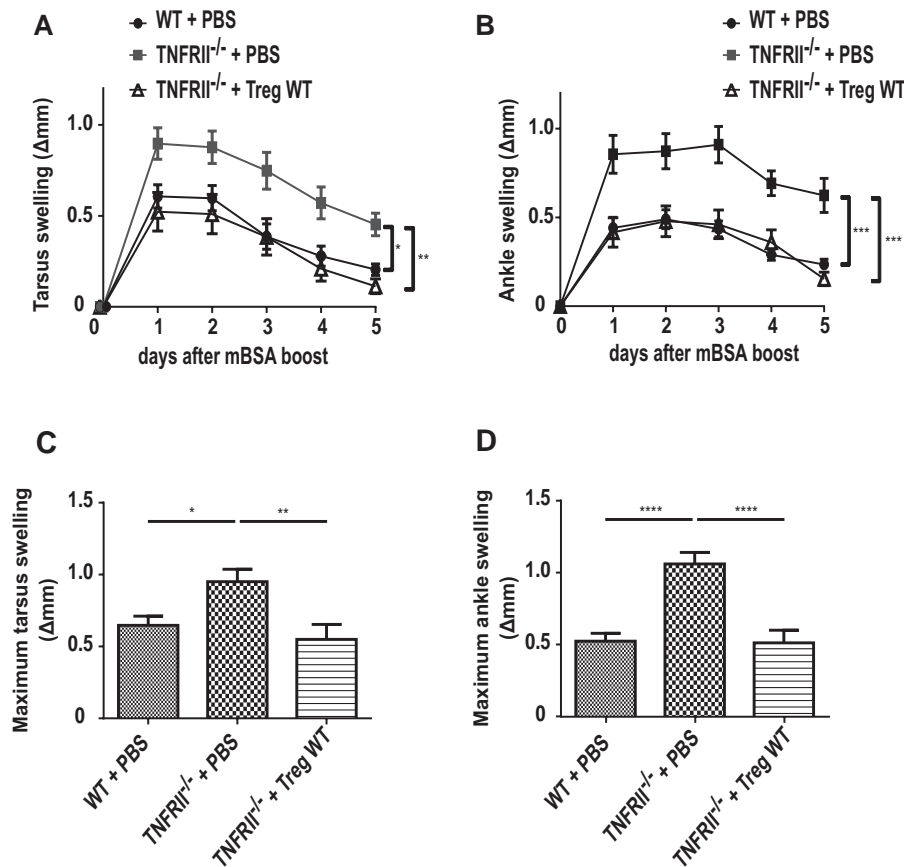 A
WT + PBS
TNFRII-/- + PBS
TNFRII-/- + Treg WT
Tarsus swelling (Δmm)
1.0
0.5
0
0 1 2 3 4 5
days after mBSA boost
*
**
B
WT + PBS
TNFRII-/- + PBS
TNFRII-/- + Treg WT
Ankle swelling (Δmm)
1.0
0.5
0
0 1 2 3 4 5
days after mBSA boost
***
***
C
Maximum tarsus swelling
(Δmm)
1.5
1.0
0.5
0
*
**
WT + PBS
TNFRII-/- + PBS
TNFRII-/- + Treg WT
D
Maximum ankle swelling
(Δmm)
1.5
1.0
0.5
0
****
****
WT + PBS
TNFRII-/- + PBS
TNFRII-/- + Treg WT